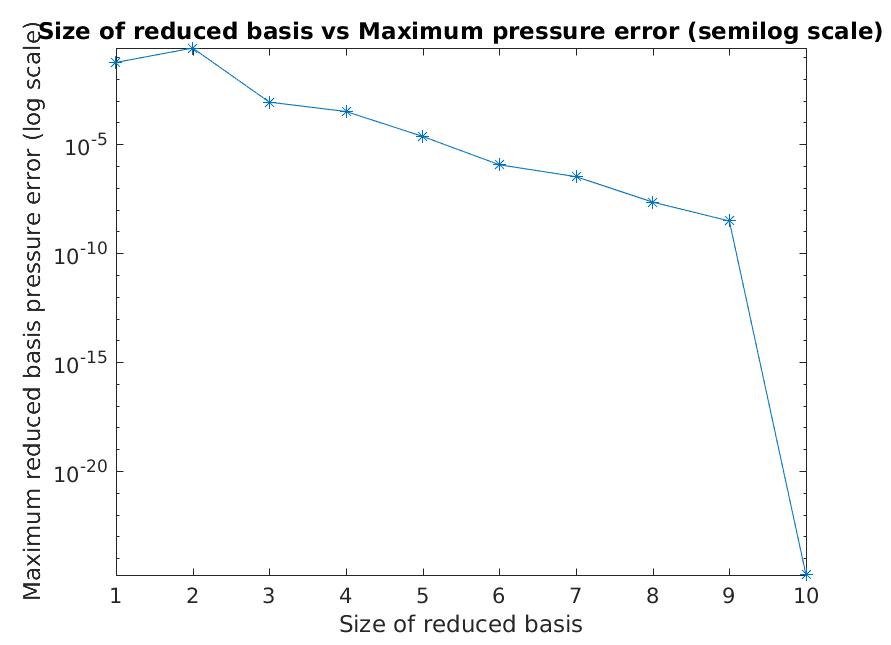 Size of reduced basis vs Maximum pressure error (semilog scale)
Maximum reduced basis pressure error (log scale)
10^-5
10^-10
10^-15
10^-20
1 2 3 4 5 6 7 8 9 10
Size of reduced basis